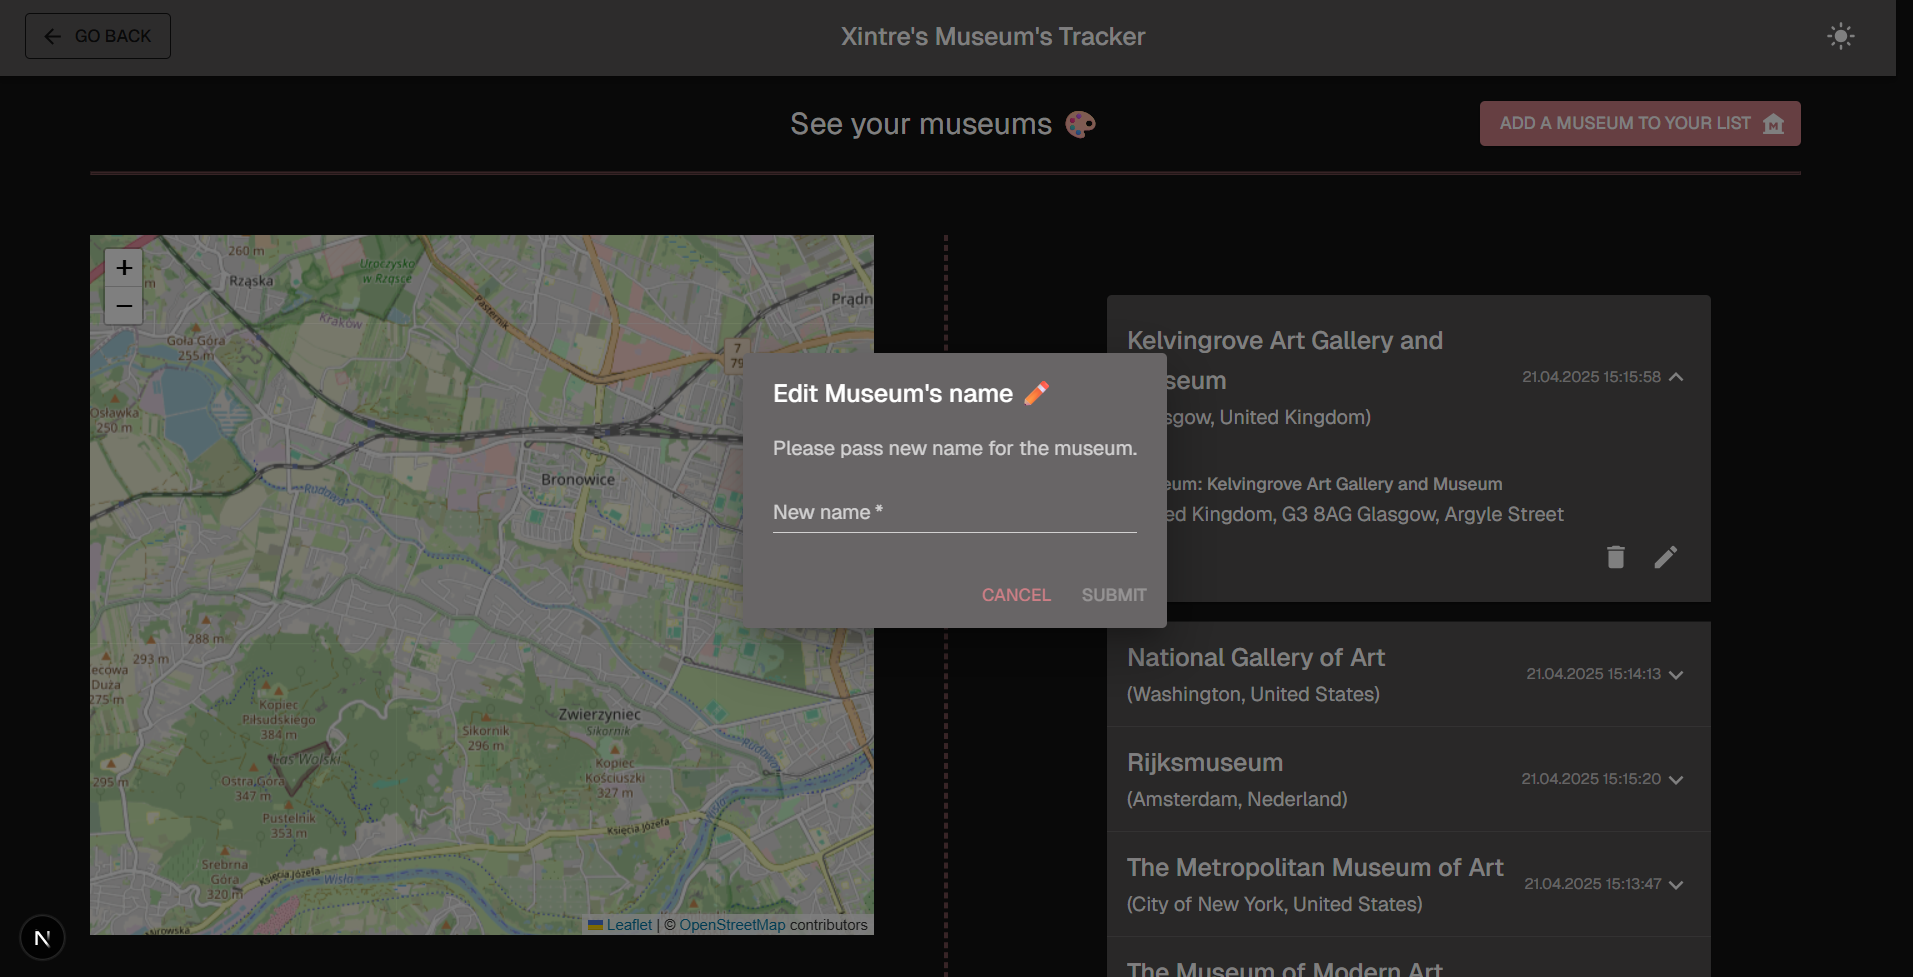 GO BACK
Xintre's Museum's Tracker
See your museums
ADD A MUSEUM TO YOUR LIST
+
−
260 m
Rząska
Uroczysko
w Rząsce
Pasternik
Prądn
Kraków
m
Gola Góra
255 m
7
79
Osławka
250 m
Rudawa
Bronowice
288 m
293 m
ecowa
Duża
275 m
Kopiec
Piłsudskiego
384 m
Las Wolski
Ostra Góra
347 m
295 m
Pustelnik
353 m
Srebrna
Góra
320 m
Zwierzyniec
Sikornik
Sikornik
296 m
Kopiec
Kościuszki
327 m
Rudawa
Wisła
Księcia Józefa
Księcia Józefa
Wisła
Leaflet | © OpenStreetMap contributors
Edit Museum's name
Please pass new name for the museum.
New name *
CANCEL
SUBMIT
Kelvingrove Art Gallery and
seum
21.04.2025 15:15:58
sgow, United Kingdom)
eum: Kelvingrove Art Gallery and Museum
ed Kingdom, G3 8AG Glasgow, Argyle Street
National Gallery of Art
21.04.2025 15:14:13
(Washington, United States)
Rijksmuseum
21.04.2025 15:15:20
(Amsterdam, Nederland)
The Metropolitan Museum of Art
21.04.2025 15:13:47
(City of New York, United States)
The Museum of Modern Art
N